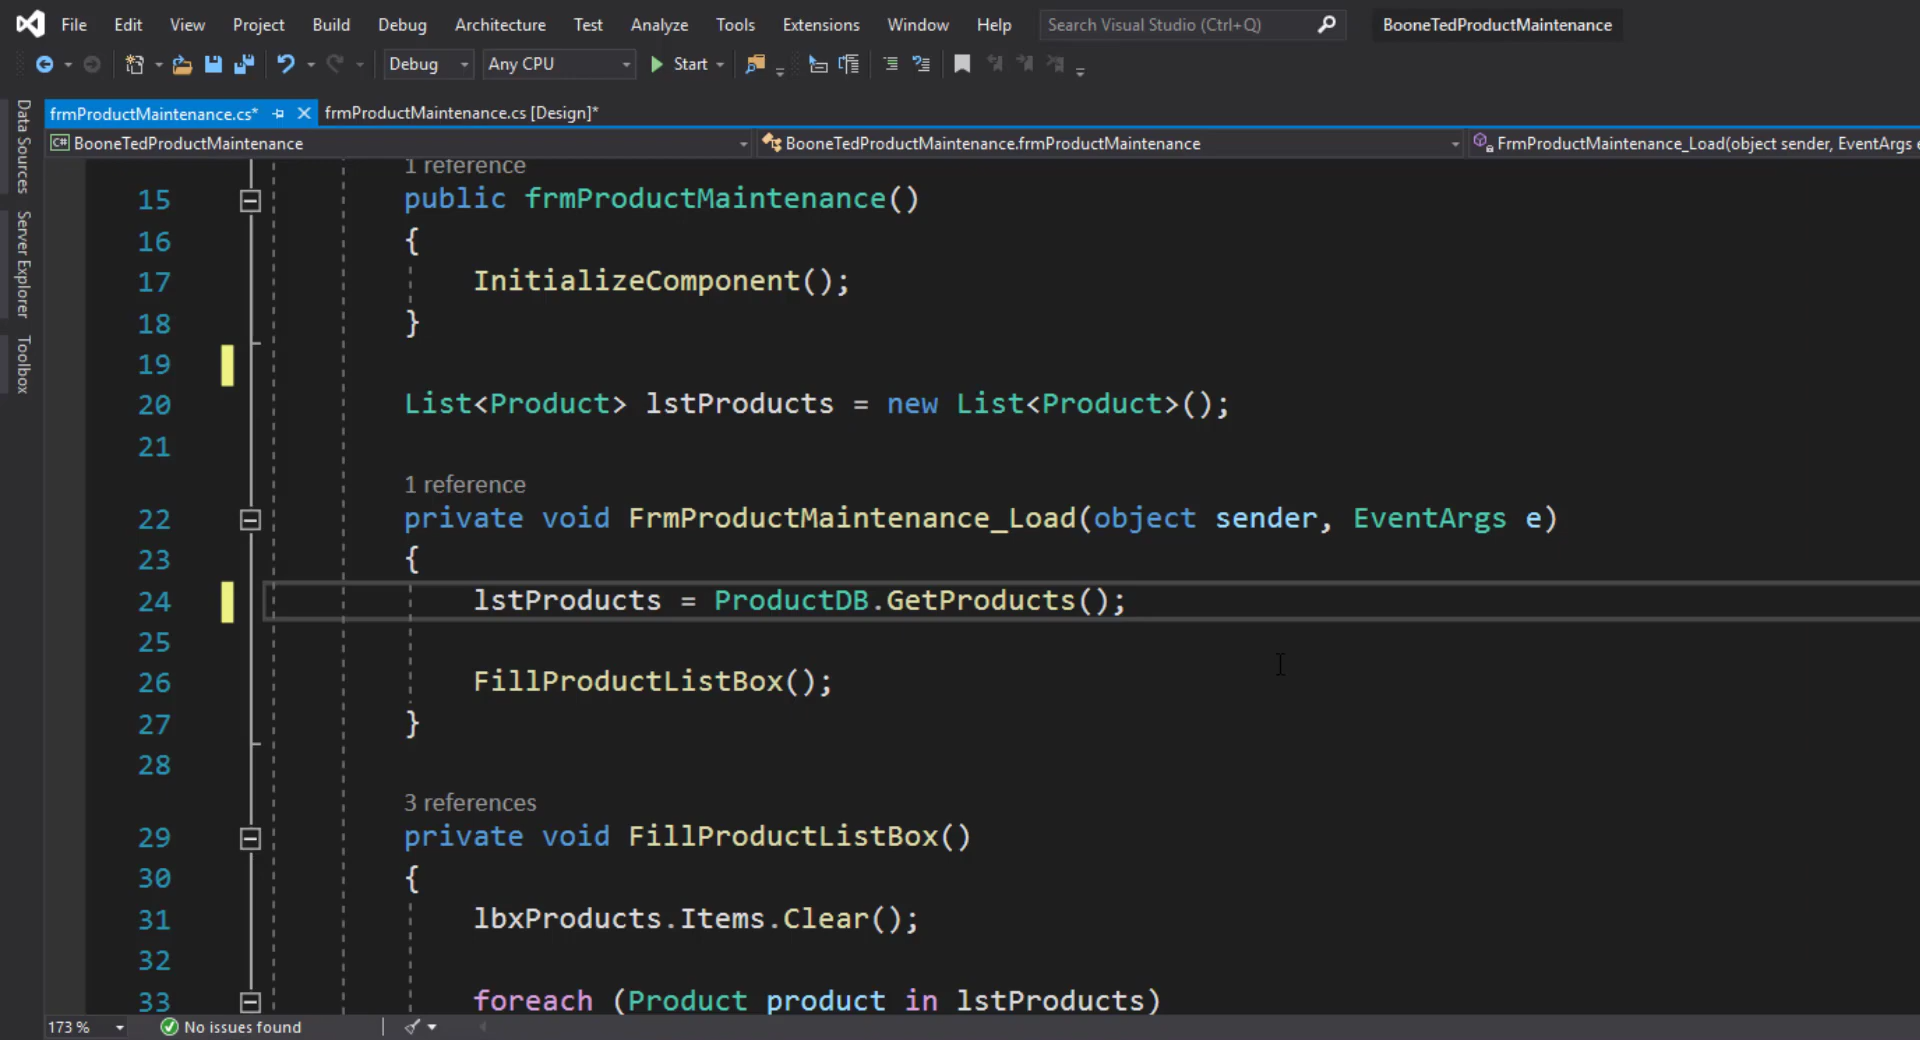 File Edit View Project Build Debug Architecture Test Analyze Tools Extensions Window Help Search Visual Studio (Ctrl+Q) BooneTedProductMaintenance
Debug Any CPU Start
frmProductMaintenance.cs* frmProductMaintenance.cs [Design]*
C# BooneTedProductMaintenance BooneTedProductMaintenance.frmProductMaintenance FrmProductMaintenance_Load(object sender, EventArgs e
Data Sources
Server Explorer
Toolbox
1 reference
15 public frmProductMaintenance()
16 {
17 InitializeComponent();
18 }
19
20 List<Product> lstProducts = new List<Product>();
21
1 reference
22 private void FrmProductMaintenance_Load(object sender, EventArgs e)
23 {
24 lstProducts = ProductDB.GetProducts();
25
26 FillProductListBox();
27 }
28
3 references
29 private void FillProductListBox()
30 {
31 lbxProducts.Items.Clear();
32
33 foreach (Product product in lstProducts)
173 % No issues found